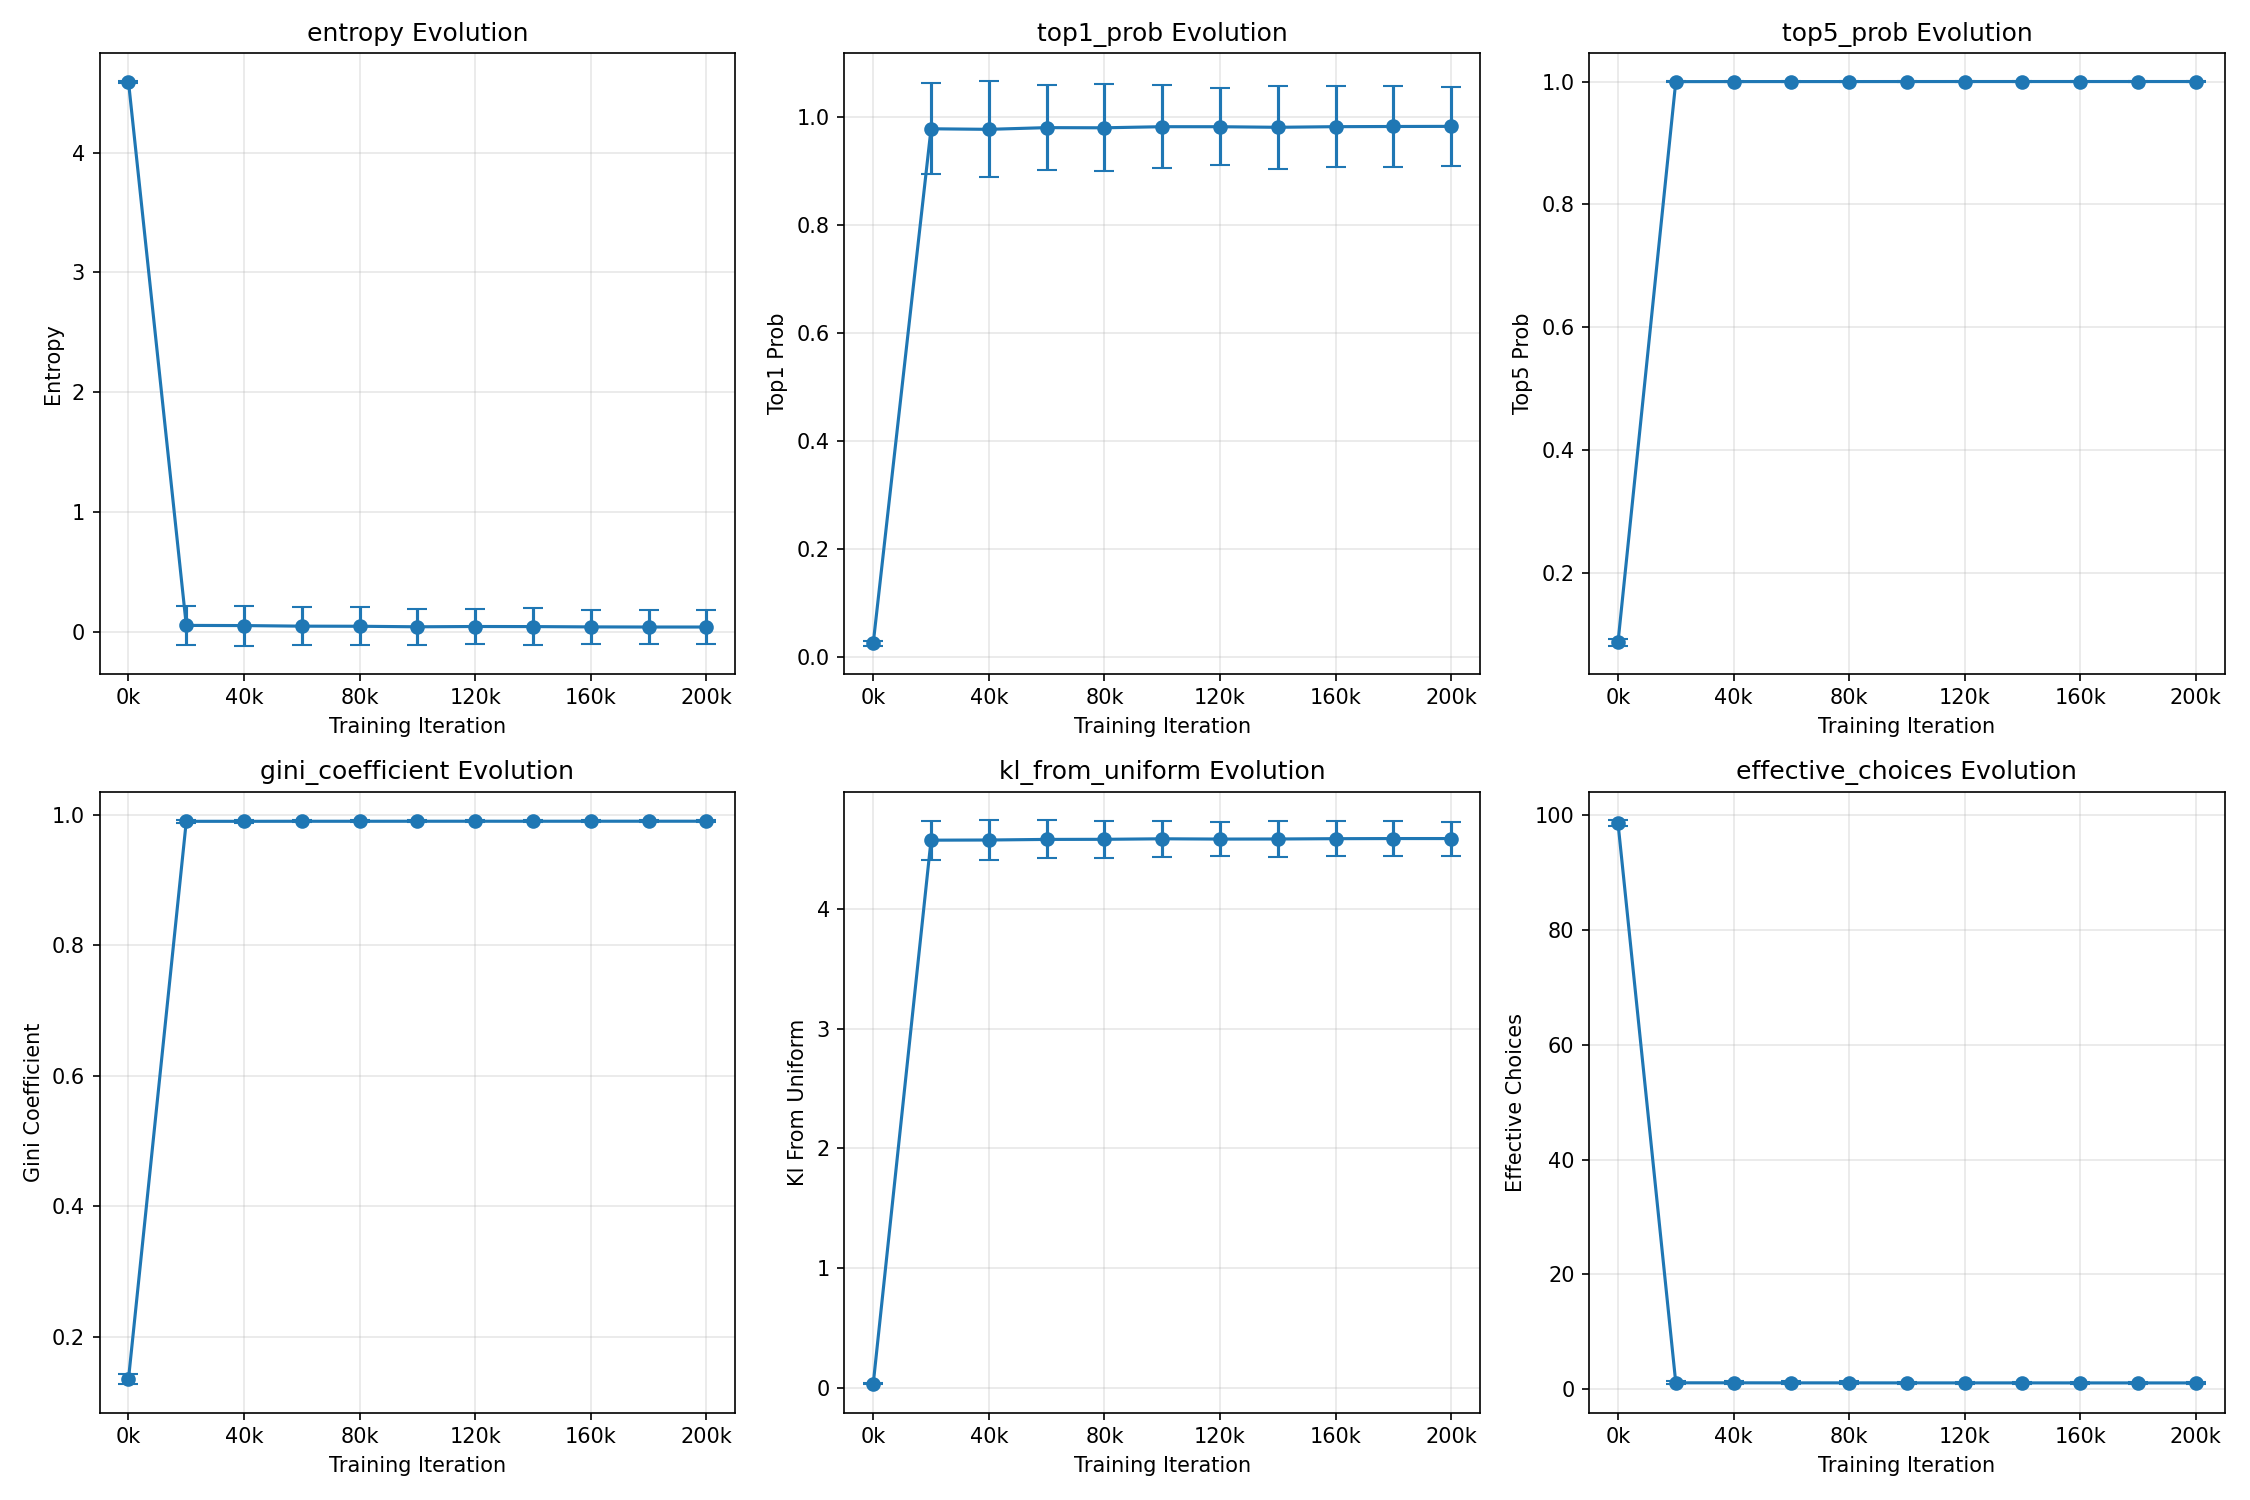 entropy Evolution
Entropy
4
3
2
1
0
0k 40k 80k 120k 160k 200k
Training Iteration
top1_prob Evolution
Top1 Prob
1.0
0.8
0.6
0.4
0.2
0.0
0k 40k 80k 120k 160k 200k
Training Iteration
top5_prob Evolution
Top5 Prob
1.0
0.8
0.6
0.4
0.2
0k 40k 80k 120k 160k 200k
Training Iteration
gini_coefficient Evolution
Gini Coefficient
1.0
0.8
0.6
0.4
0.2
0k 40k 80k 120k 160k 200k
Training Iteration
kl_from_uniform Evolution
Kl From Uniform
4
3
2
1
0
0k 40k 80k 120k 160k 200k
Training Iteration
effective_choices Evolution
Effective Choices
100
80
60
40
20
0
0k 40k 80k 120k 160k 200k
Training Iteration